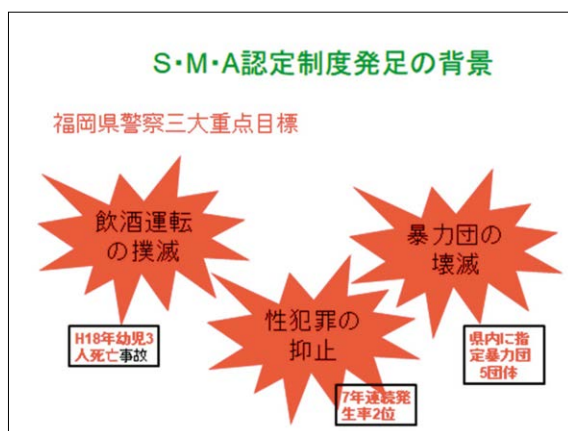 S・M・A認定制度発足の背景
福岡県警察三大重点目標
飲酒運転
の撲滅
暴力団の
壊滅
性犯罪の
抑止
H18年幼児3
人死亡事故
県内に指
定暴力団
5団体
7年連続発
生率2位